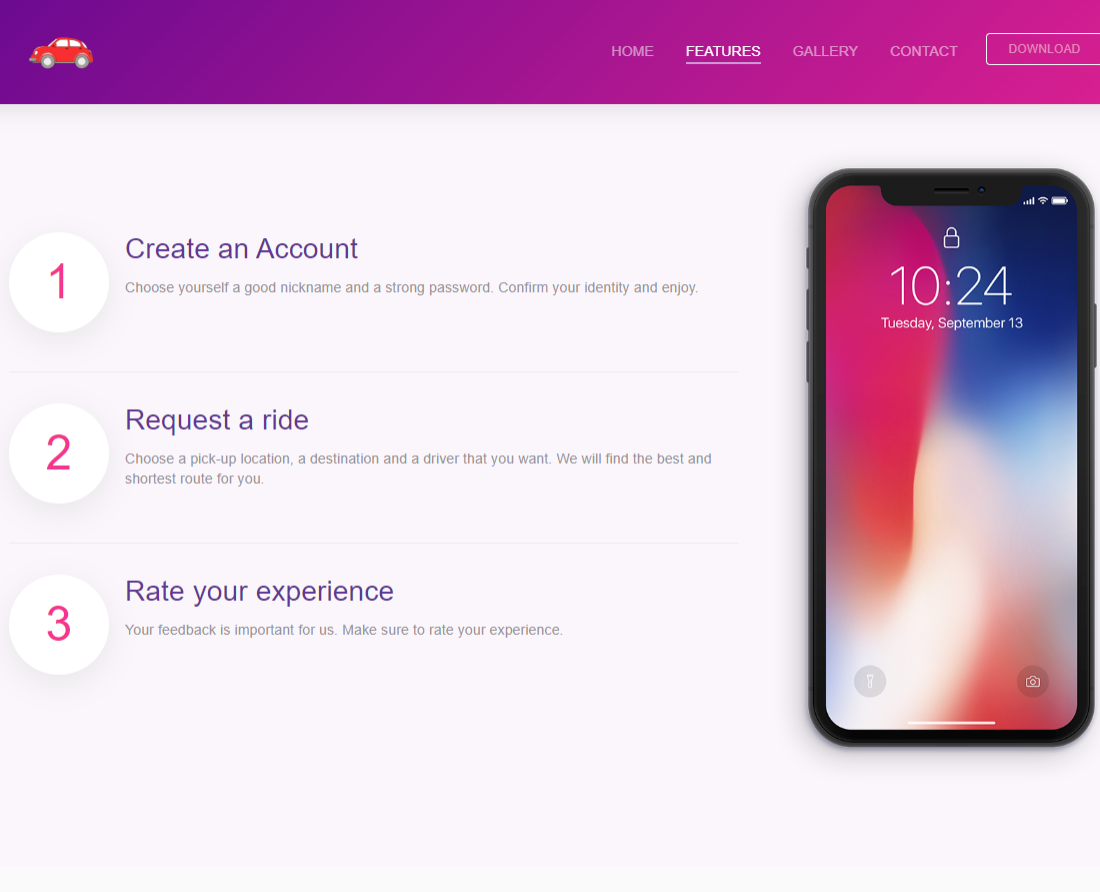 HOME FEATURES GALLERY CONTACT DOWNLOAD
1
Create an Account
Choose yourself a good nickname and a strong password. Confirm your identity and enjoy.
2
Request a ride
Choose a pick-up location, a destination and a driver that you want. We will find the best and
shortest route for you.
3
Rate your experience
Your feedback is important for us. Make sure to rate your experience.
10:24
Tuesday, September 13